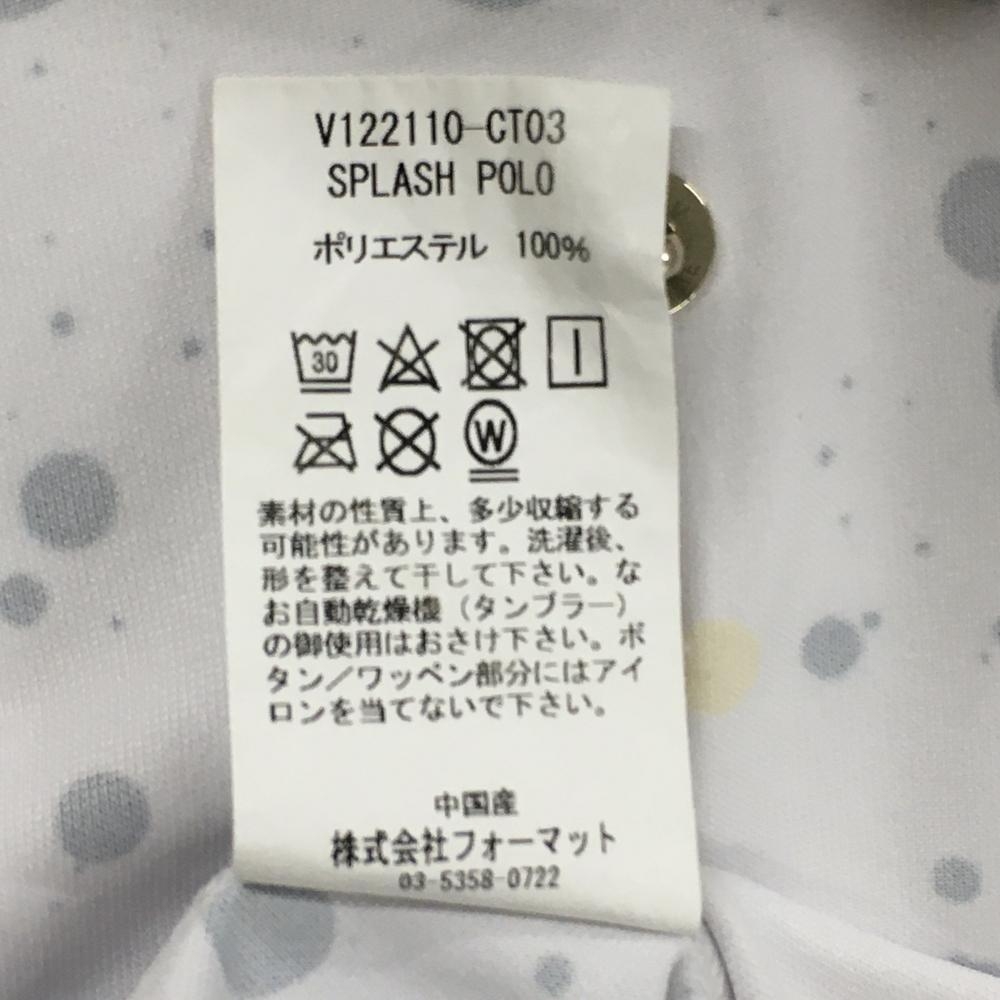 V122110-CT03
SPLASH POLO
ポリエステル 100%
30
W
素材の性質上、多少収縮する
可能性があります。洗濯後、
形を整えて干して下さい。な
お自動乾燥機（タンブラー）
の御使用はおさけ下さい。ボ
タン／ワッペン部分にはアイ
ロンを当てないで下さい。
中国産
株式会社フォーマット
03-5358-0722